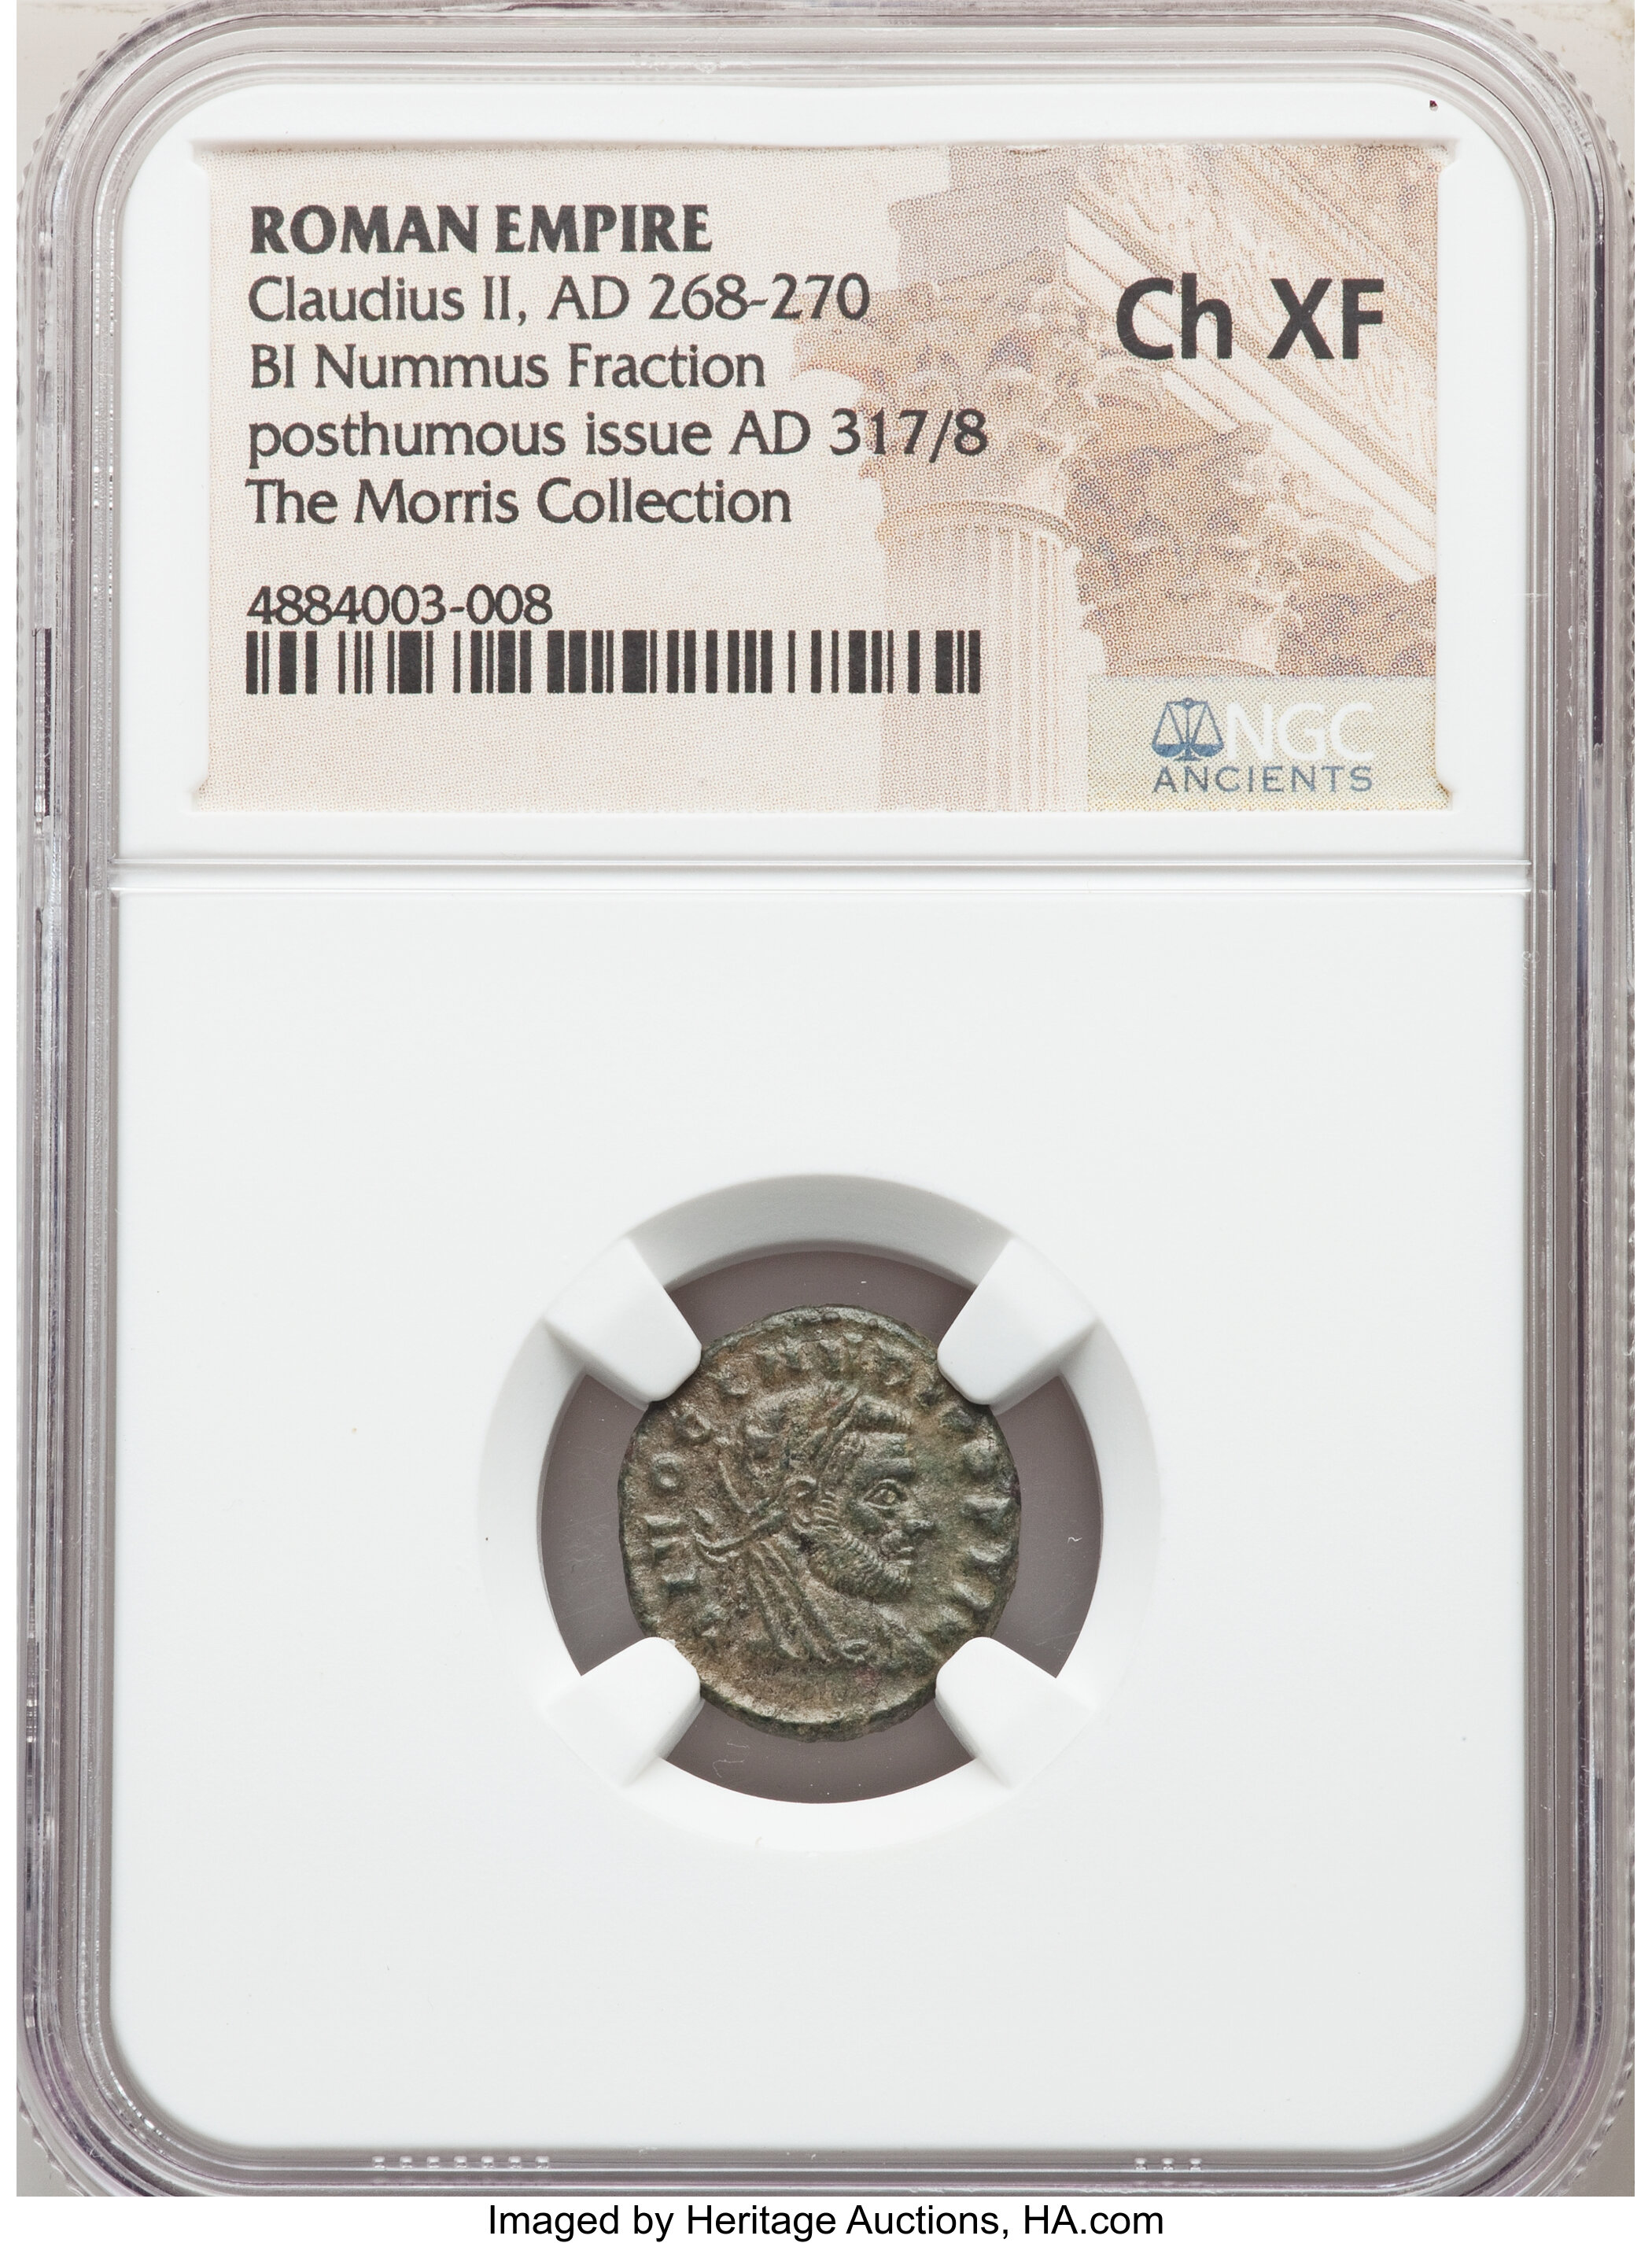 ROMAN EMPIRE
Claudius II, AD 268-270
BI Nummus Fraction
posthumous issue AD 317/8
The Morris Collection
4884003-008
Ch XF
NGC
ANCIENTS
Imaged by Heritage Auctions, HA.com